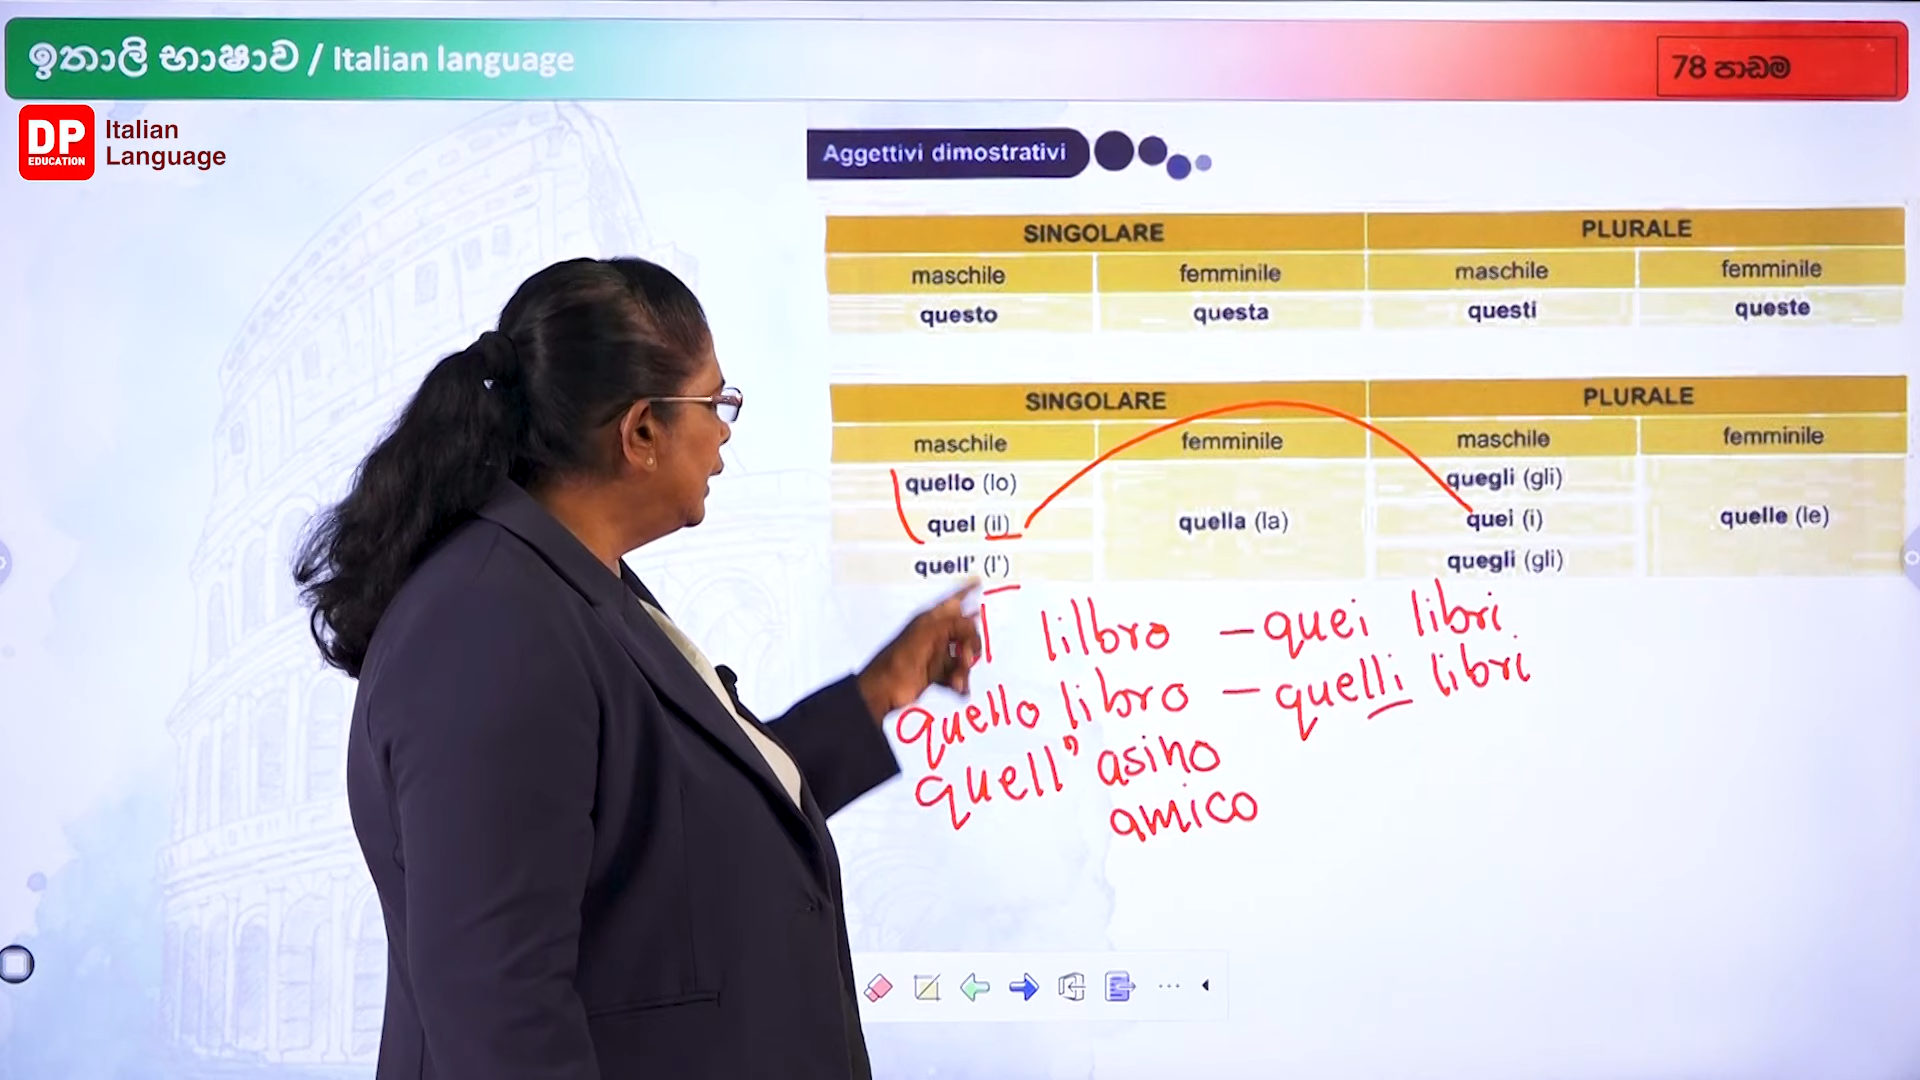 ඉතාලි භාෂාව / Italian language
78 පාඩම
DP EDUCATION
Italian
Language
Aggettivi dimostrativi
SINGOLARE PLURALE
maschile femminile maschile femminile
questo questa questi queste
SINGOLARE PLURALE
maschile femminile maschile femminile
quello (lo) quegli (gli)
quel (il) quella (la) quei (i) quelle (le)
quell' (l') quegli (gli)
lilbro – quei libri
quello libro – quelli libri
quell' asino
amico